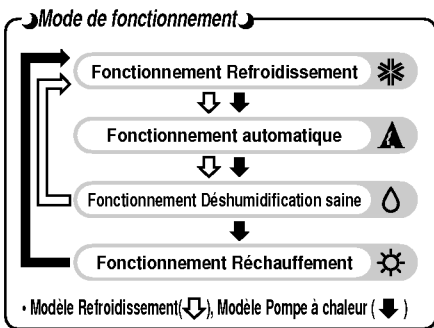 Mode de fonctionnement
Fonctionnement Refroidissement
Fonctionnement automatique
Fonctionnement Déshumidification saine
Fonctionnement Réchauffement
• Modèle Refroidissement(⇩), Modèle Pompe à chaleur (⬇)